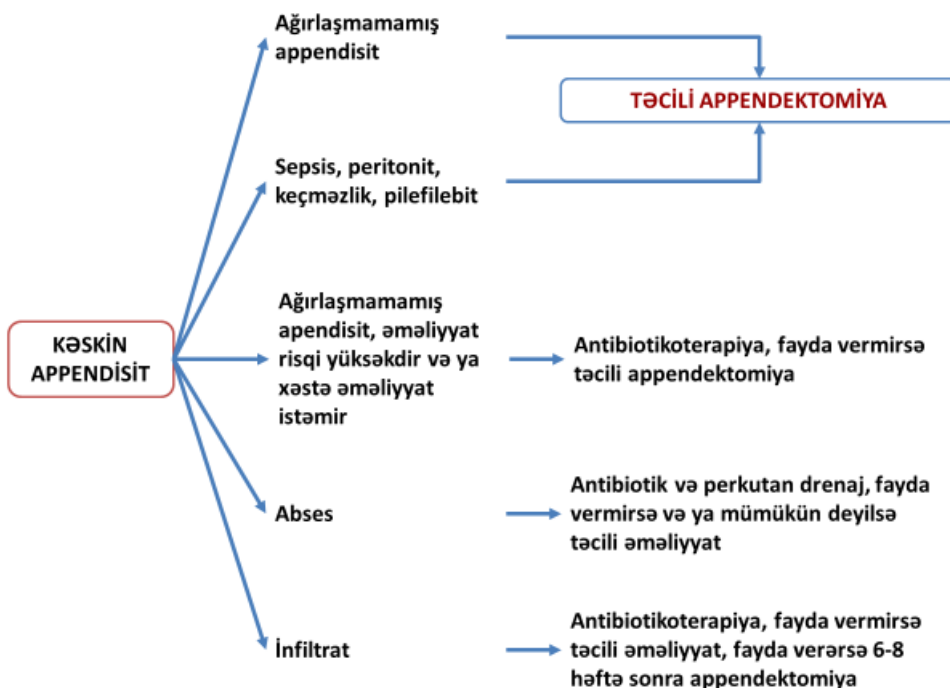 Ağırlaşmamamış
appendisit
TƏCİLİ APPENDEKTOMİYA
Sepsis, peritonit,
keçməzlik, pilefilebit
KƏSKİN
APPENDİSİT
Ağırlaşmamamış
apendisit, əməliyyat
risqi yüksəkdir və ya
xəstə əməliyyat
istəmir
Antibiotikoterapiya, fayda vermirsə
təcili appendektomiya
Abses
Antibiotik və perkutan drenaj, fayda
vermirsə və ya mümükün deyilsə
təcili əməliyyat
İnfiltrat
Antibiotikoterapiya, fayda vermirsə
təcili əməliyyat, fayda verərsə 6-8
həftə sonra appendektomiya